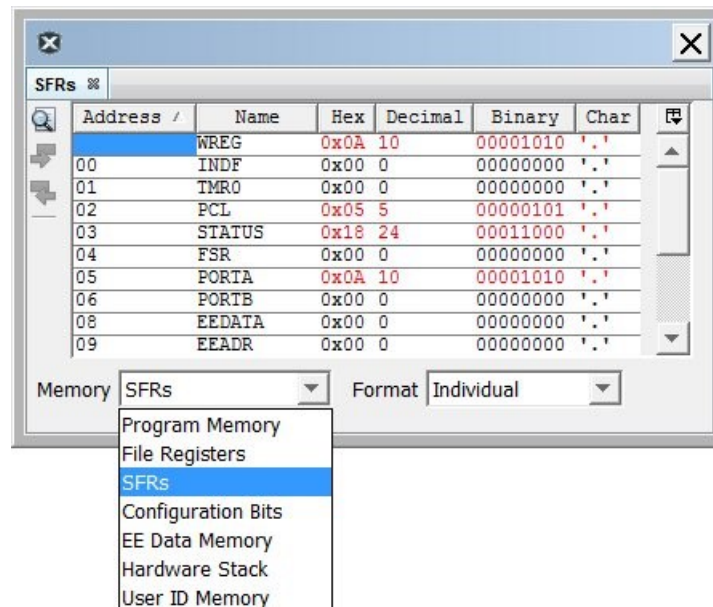 SFRs
Address / Name Hex Decimal Binary Char
WREG 0x0A 10 00001010 '.'
00 INDF 0x00 0 00000000 '.'
01 TMR0 0x00 0 00000000 '.'
02 PCL 0x05 5 00000101 '.'
03 STATUS 0x18 24 00011000 '.'
04 FSR 0x00 0 00000000 '.'
05 PORTA 0x0A 10 00001010 '.'
06 PORTB 0x00 0 00000000 '.'
08 EEDATA 0x00 0 00000000 '.'
09 EEADR 0x00 0 00000000 '.'
Memory SFRs Format Individual
Program Memory
File Registers
SFRs
Configuration Bits
EE Data Memory
Hardware Stack
User ID Memory